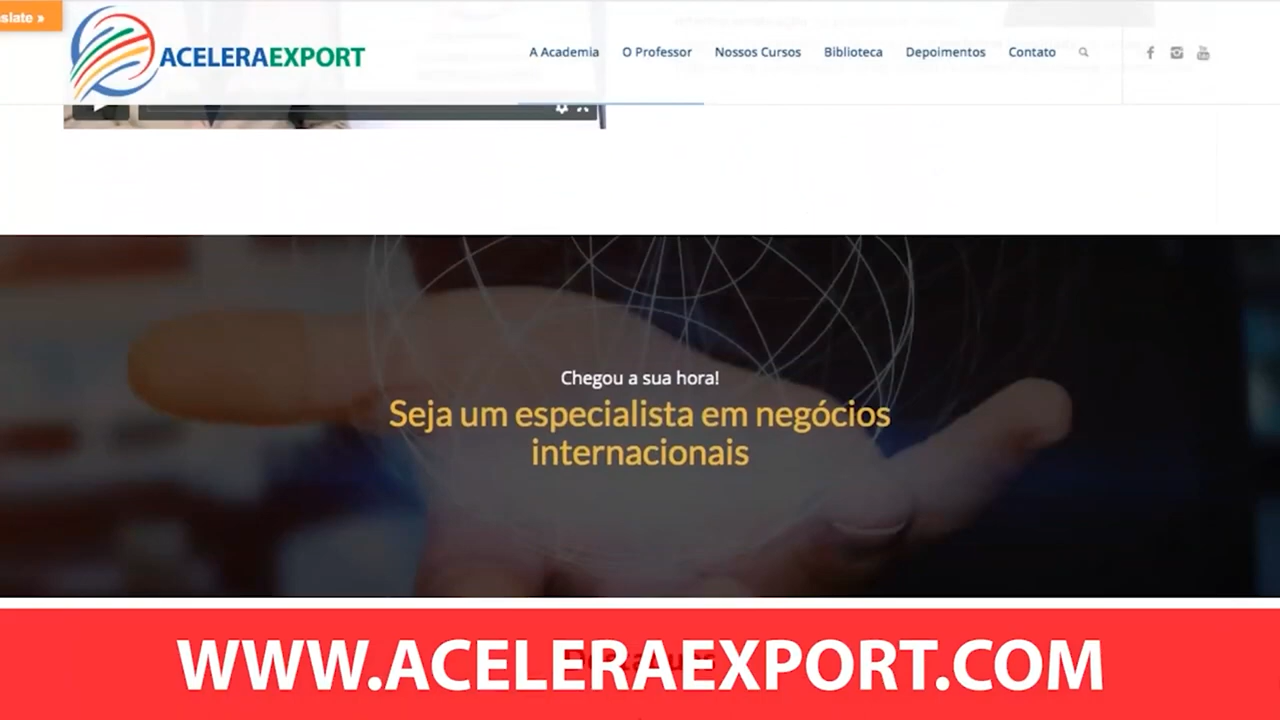 ACELERAEXPORT
A Academia
O Professor
Nossos Cursos
Biblioteca
Depoimentos
Contato
Chegou a sua hora!
Seja um especialista em negócios
internacionais
WWW.ACELERAEXPORT.COM